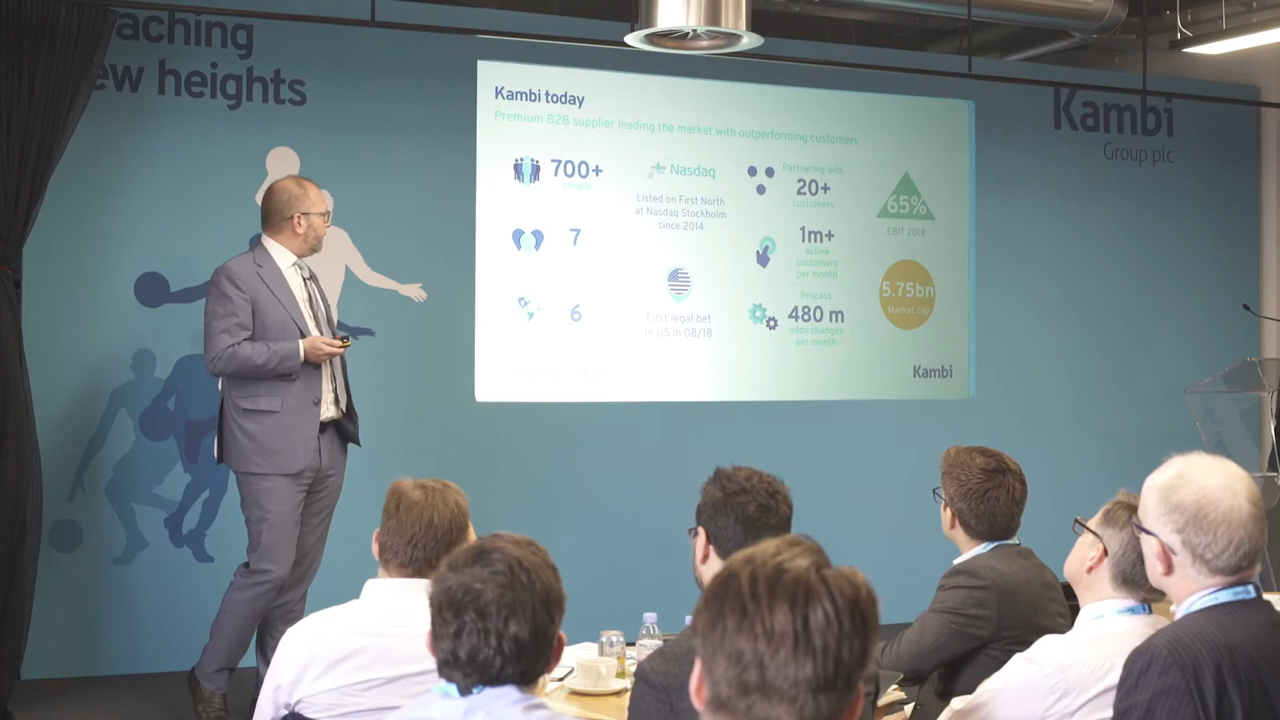 aching
ew heights
Kambi
Group plc
Kambi today
Premium B2B supplier leading the market with outperforming customers
700+
people
7
6
Nasdaq
Listed on First North
at Nasdaq Stockholm
since 2014
First legal bet
in US in 08/18
Partnering with
20+
customers
1m+
active
customers
per month
Process
480 m
odds changes
per month
65%
EBIT 2018
5.75bn
Market cap
Kambi